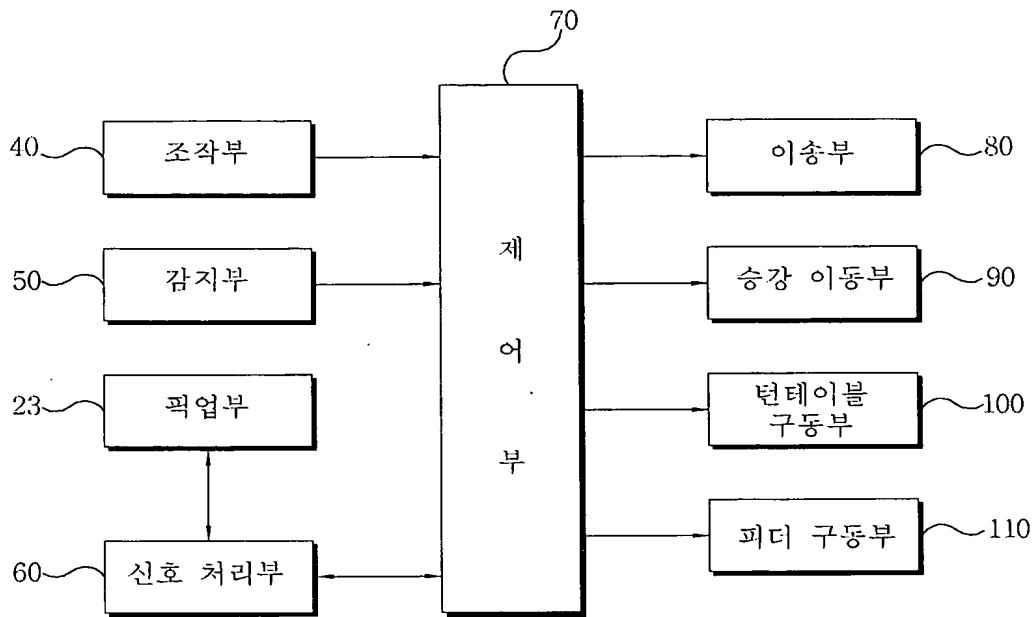 70
40
조작부
이송부
80
50
감지부
제
어
부
승강 이동부
90
23
픽업부
턴테이블
구동부
100
60
신호 처리부
피더 구동부
110